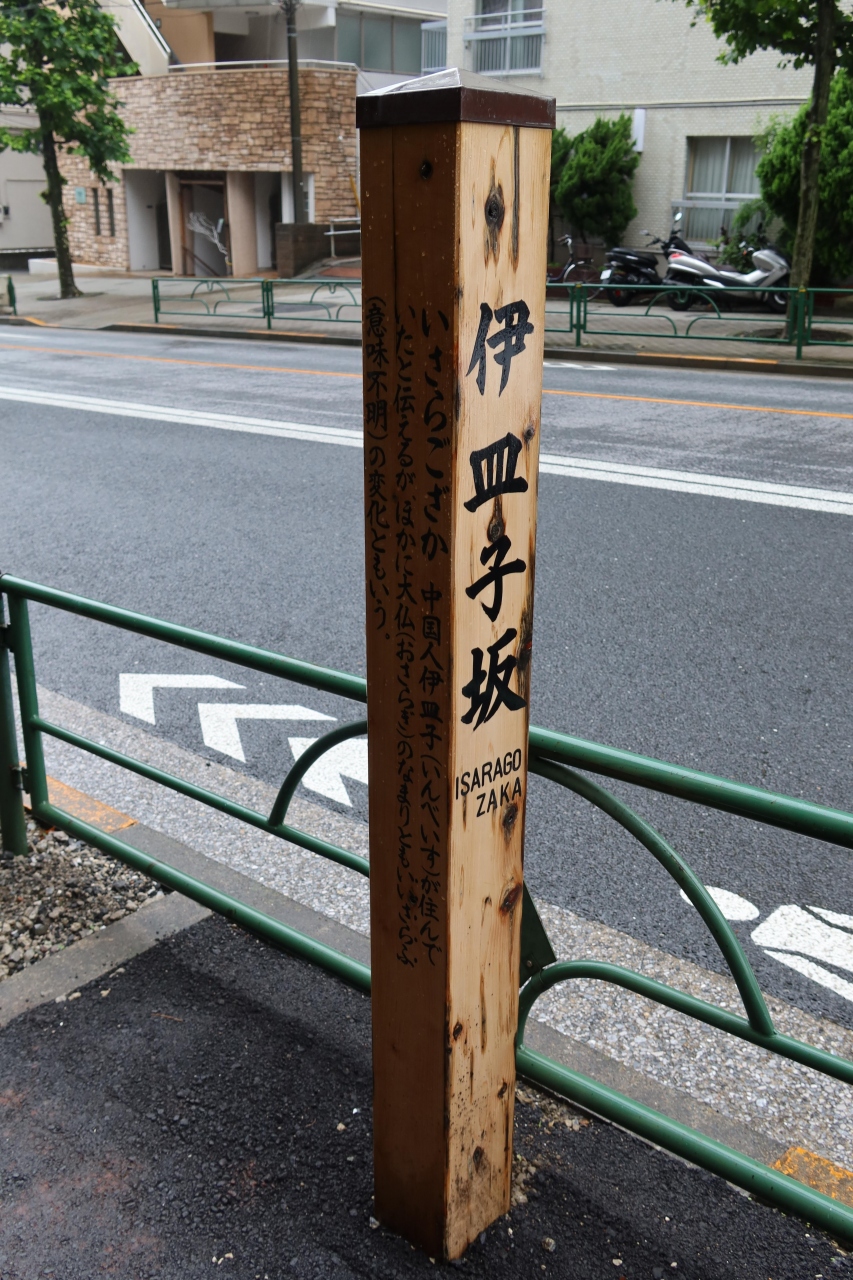 伊皿子坂
ISARAGO
ZAKA
いさらござか 中国人伊皿子(いんべいす)が住んで
いたと伝えるが、ほかに大仏(おさらぎ)のなまりともいいさらふ
(意味不明)の変化ともいう。